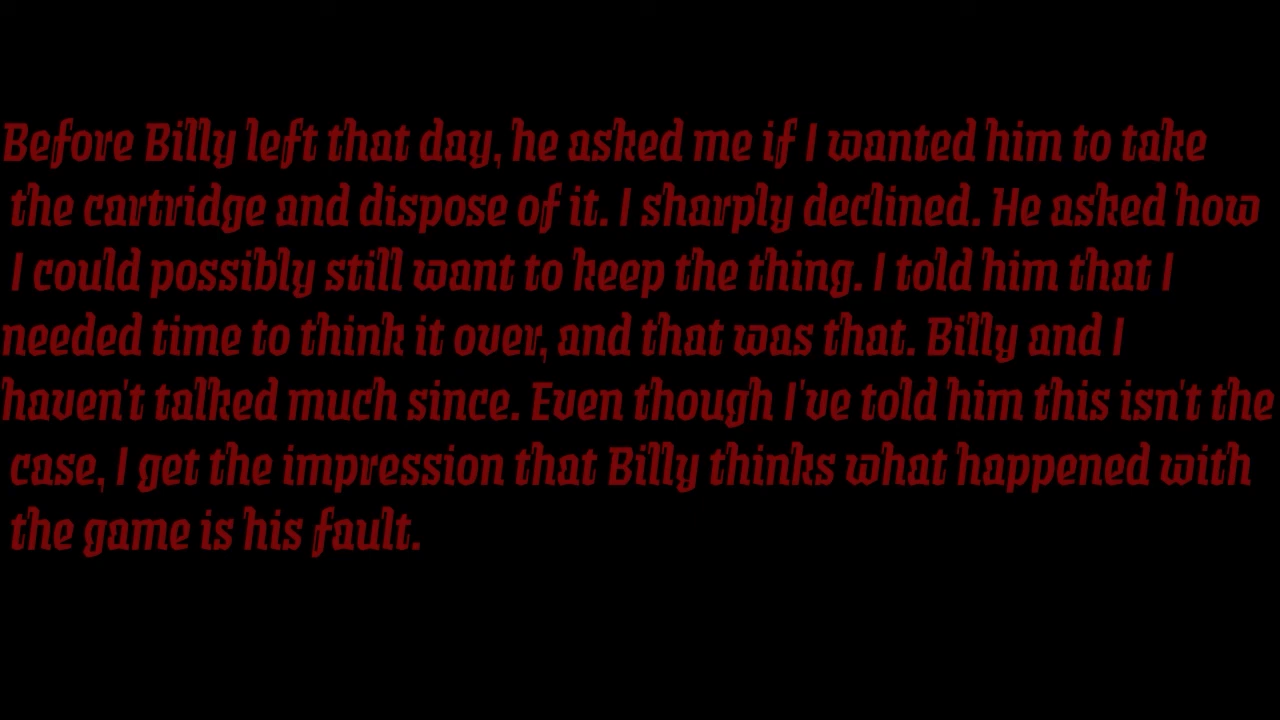 Before Billy left that day, he asked me if I wanted him to take
the cartridge and dispose of it. I sharply declined. He asked how
I could possibly still want to keep the thing. I told him that I
needed time to think it over, and that was that. Billy and I
haven't talked much since. Even though I've told him this isn't the
case, I get the impression that Billy thinks what happened with
the game is his fault.